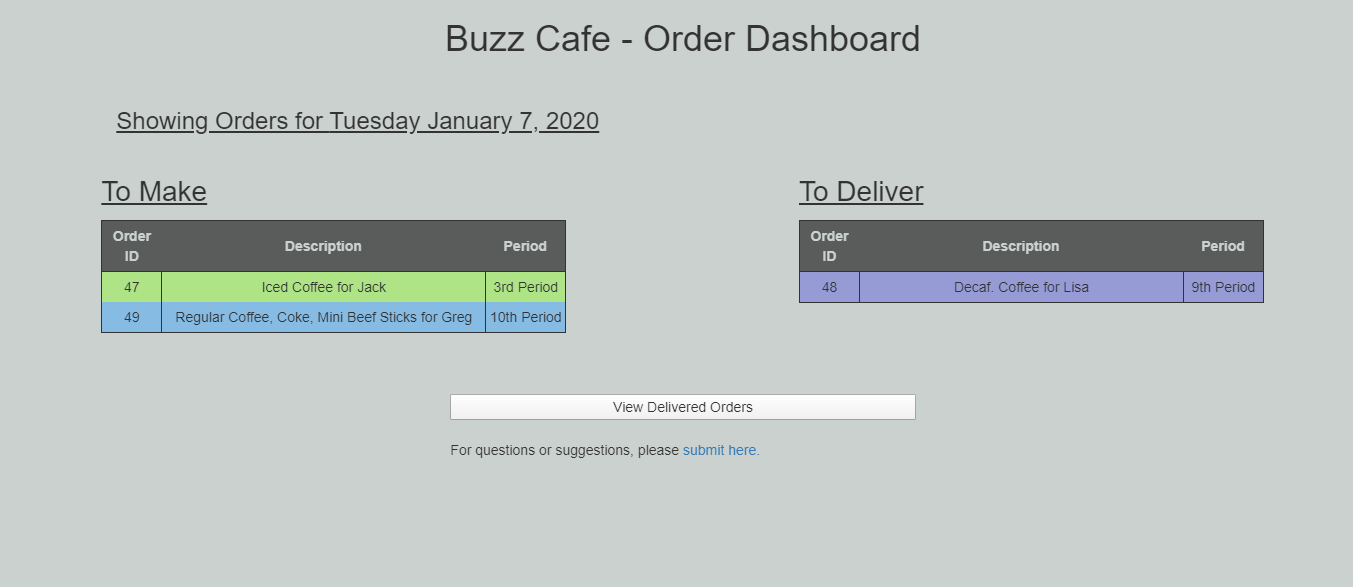 Buzz Cafe - Order Dashboard
Showing Orders for Tuesday January 7, 2020
To Make
Order ID Description Period
47 Iced Coffee for Jack 3rd Period
49 Regular Coffee, Coke, Mini Beef Sticks for Greg 10th Period
To Deliver
Order ID Description Period
48 Decaf. Coffee for Lisa 9th Period
View Delivered Orders
For questions or suggestions, please submit here.